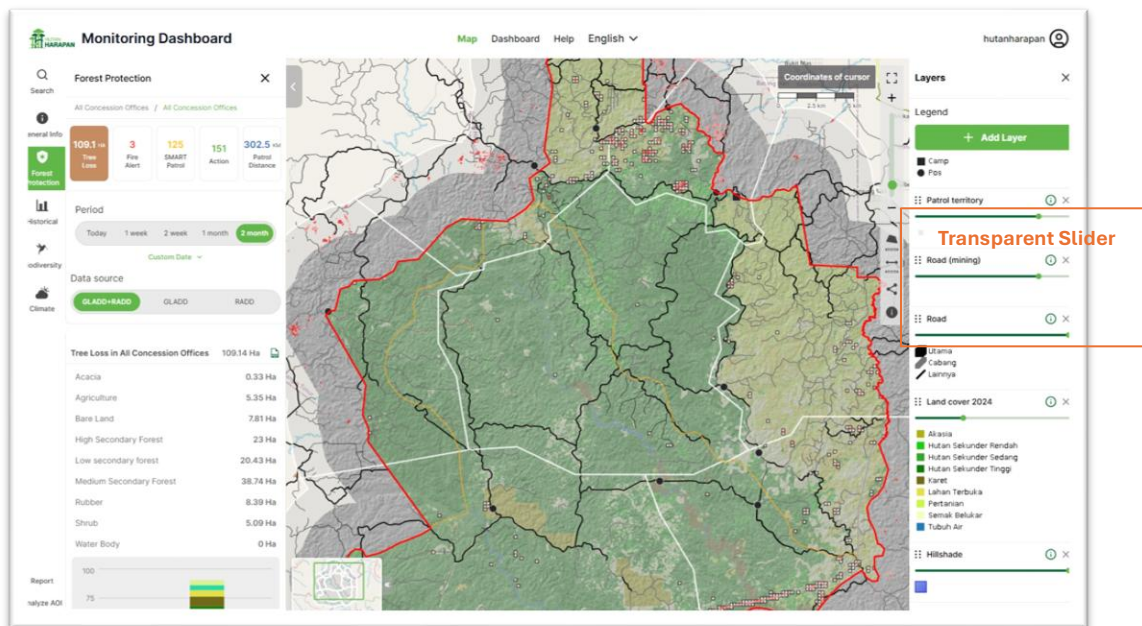 HUTAN
HARAPAN
Monitoring Dashboard
Map
Dashboard
Help
English
hutanharapan
Search
eneral Info
Forest
Protection
Historical
odiversity
Climate
Report
nalyze AOI
Forest Protection
All Concession Offices / All Concession Offices
109.1 HA
Tree
Loss
3
Fire
Alert
125
SMART
Patrol
151
Action
302.5
Patrol
Distance
Period
Today
1 week
2 week
1 month
2 month
Custom Date
Data source
GLADD+RADD
GLADD
RADD
Tree Loss in All Concession Offices 109.14 Ha
Acacia 0.33 Ha
Agriculture 5.35 Ha
Bare Land 7.81 Ha
High Secondary Forest 23 Ha
Low secondary forest 20.43 Ha
Medium Secondary Forest 38.74 Ha
Rubber 8.39 Ha
Shrub 5.09 Ha
Water Body 0 Ha
100
75
Coordinates of cursor
2.5 km
Layers
Legend
+ Add Layer
Camp
Pos
Patrol territory
Transparent Slider
Road (mining)
Road
Utama
Cabang
Lainnya
Land cover 2024
Akasia
Hutan Sekunder Rendah
Hutan Sekunder Sedang
Hutan Sekunder Tinggi
Karet
Lahan Terbuka
Pertanian
Semak Belukar
Tubuh Air
Hillshade